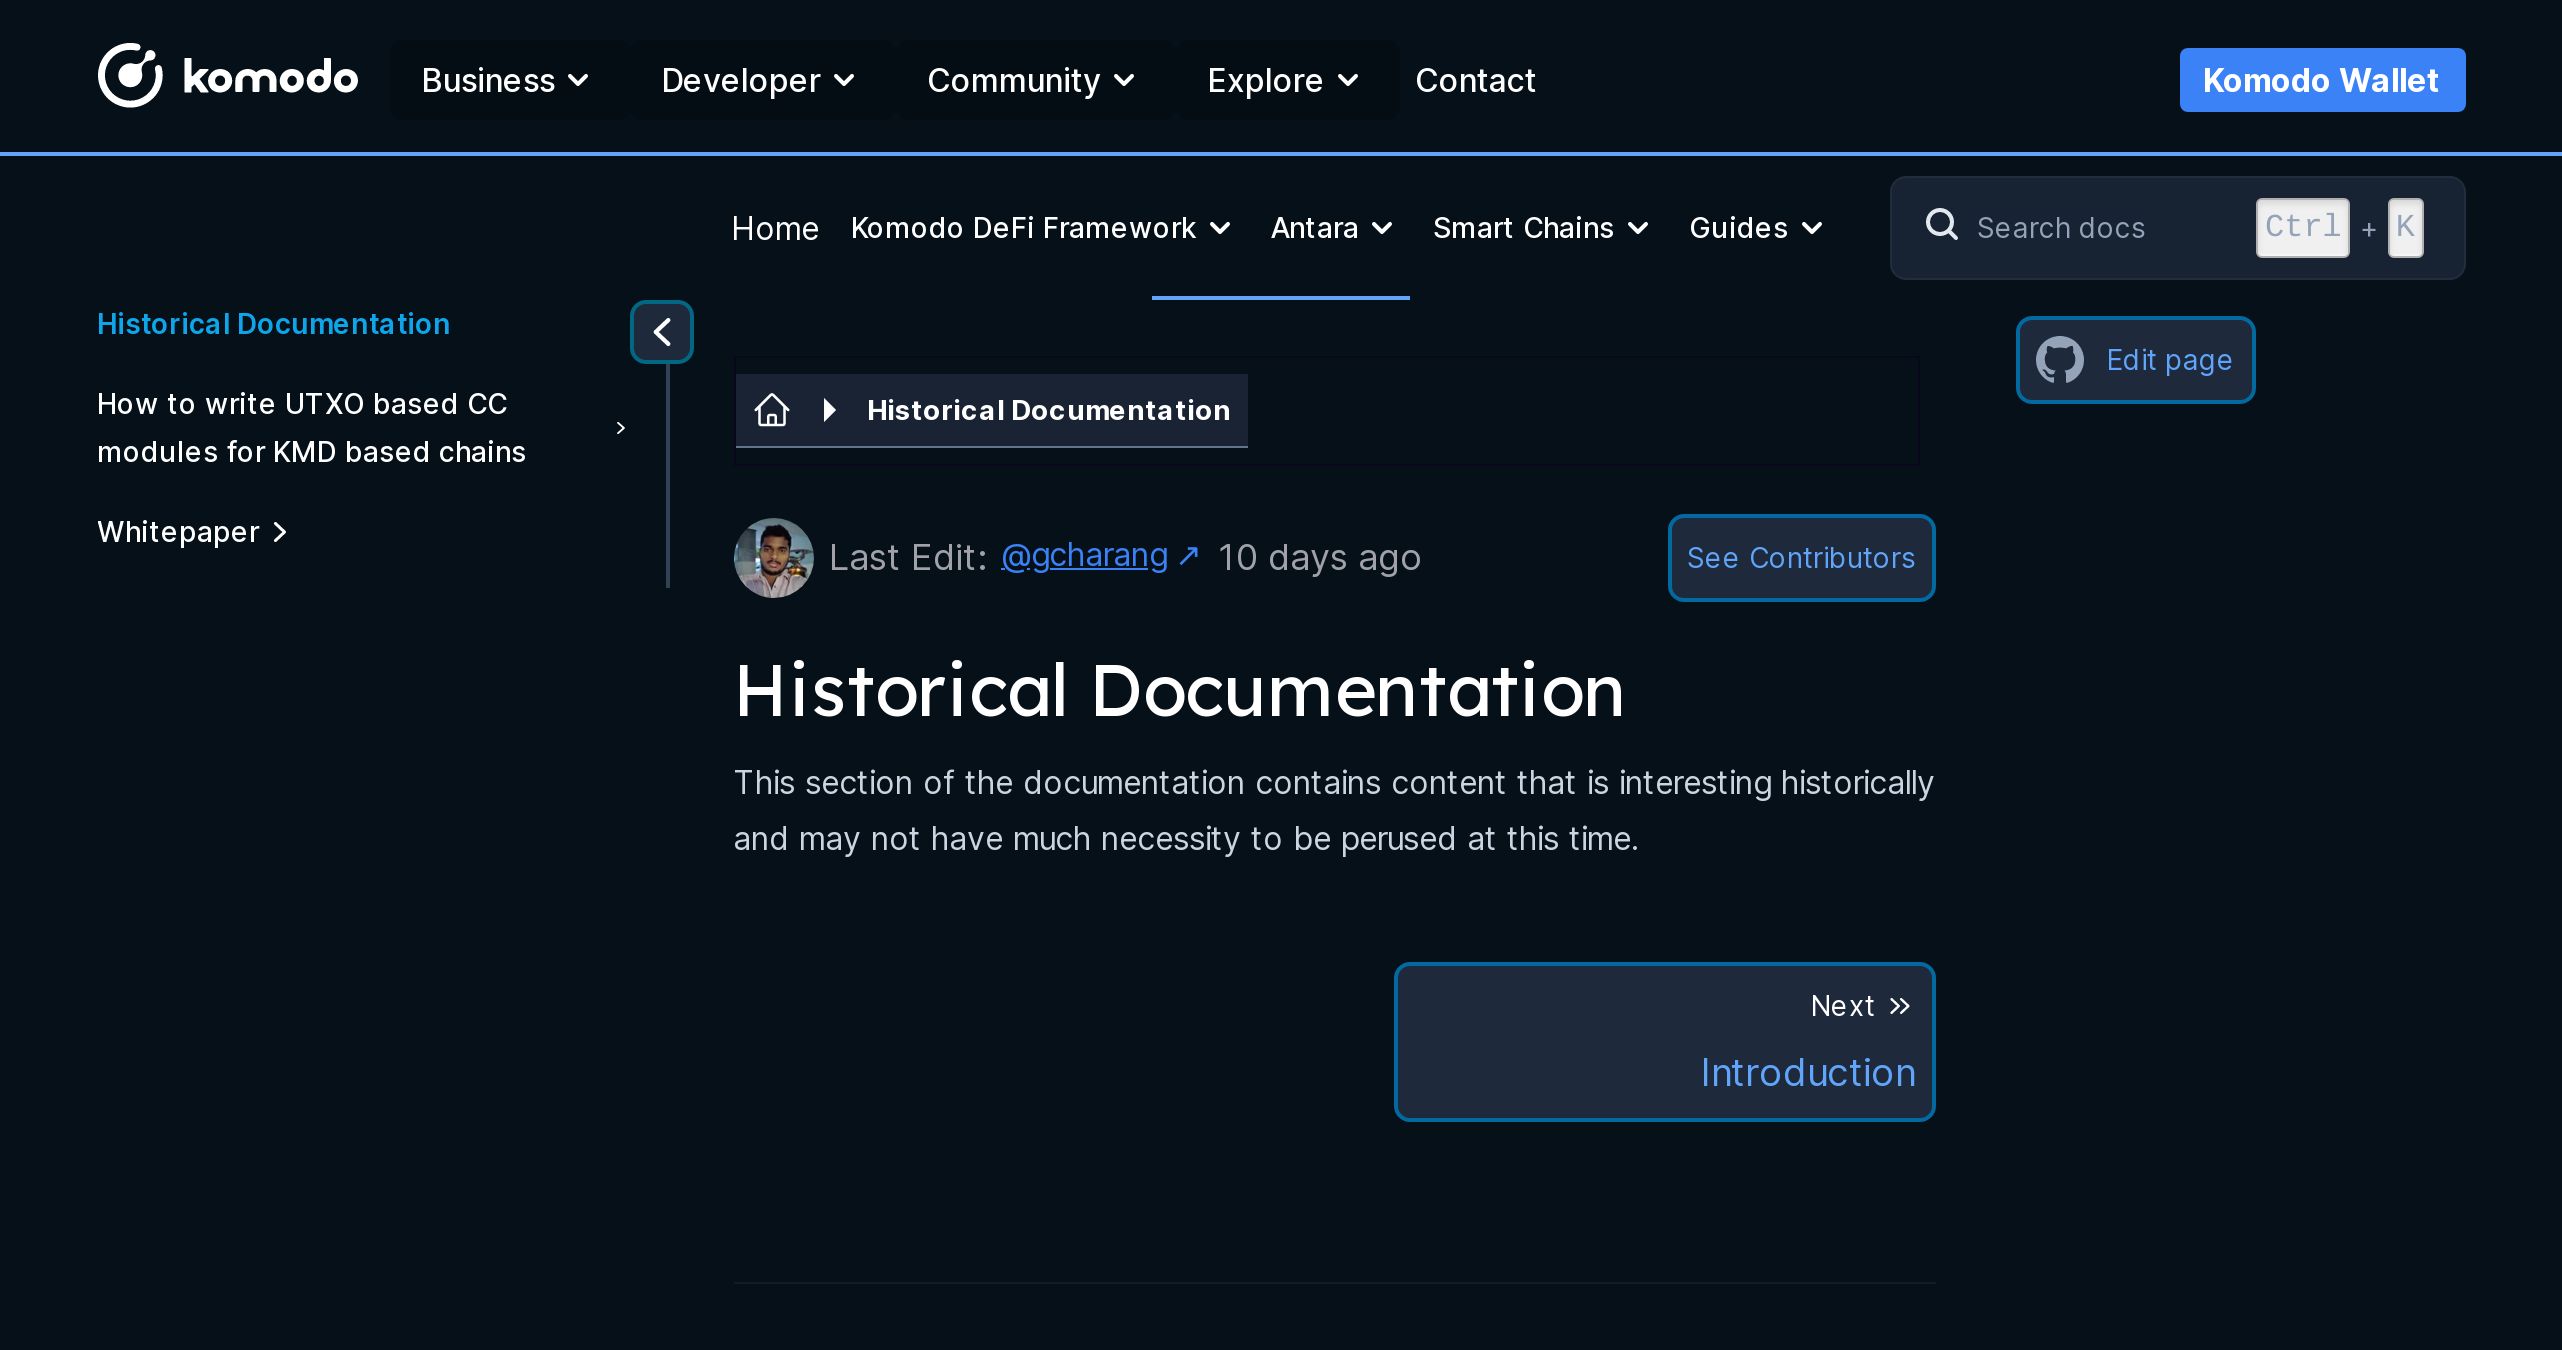 komodo
Business
Developer
Community
Explore
Contact
Komodo Wallet
Home
Komodo DeFi Framework
Antara
Smart Chains
Guides
Search docs
Ctrl + K
Historical Documentation
How to write UTXO based CC
modules for KMD based chains
Whitepaper
Historical Documentation
Edit page
Last Edit: @gcharang ↗ 10 days ago
See Contributors
Historical Documentation
This section of the documentation contains content that is interesting historically
and may not have much necessity to be perused at this time.
Next
Introduction